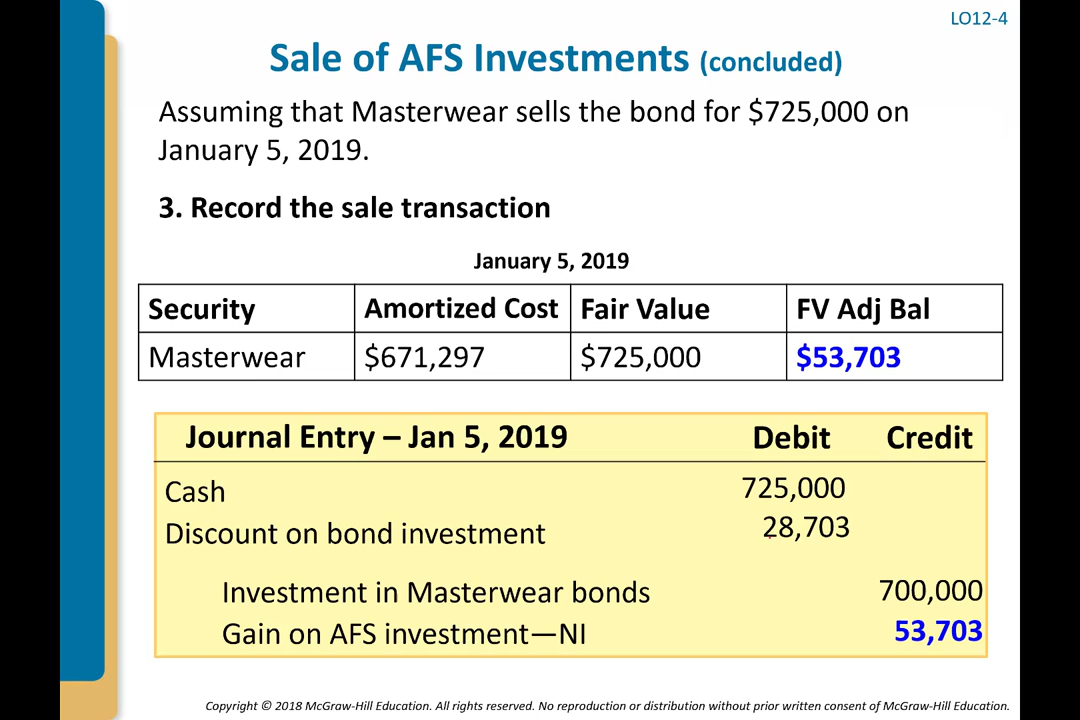 LO12-4
Sale of AFS Investments (concluded)
Assuming that Masterwear sells the bond for $725,000 on
January 5, 2019.
3. Record the sale transaction
January 5, 2019
Security Amortized Cost Fair Value FV Adj Bal
Masterwear $671,297 $725,000 $53,703
Journal Entry – Jan 5, 2019 Debit Credit
Cash 725,000
Discount on bond investment 28,703
Investment in Masterwear bonds 700,000
Gain on AFS investment—NI 53,703
Copyright © 2018 McGraw-Hill Education. All rights reserved. No reproduction or distribution without prior written consent of McGraw-Hill Education.